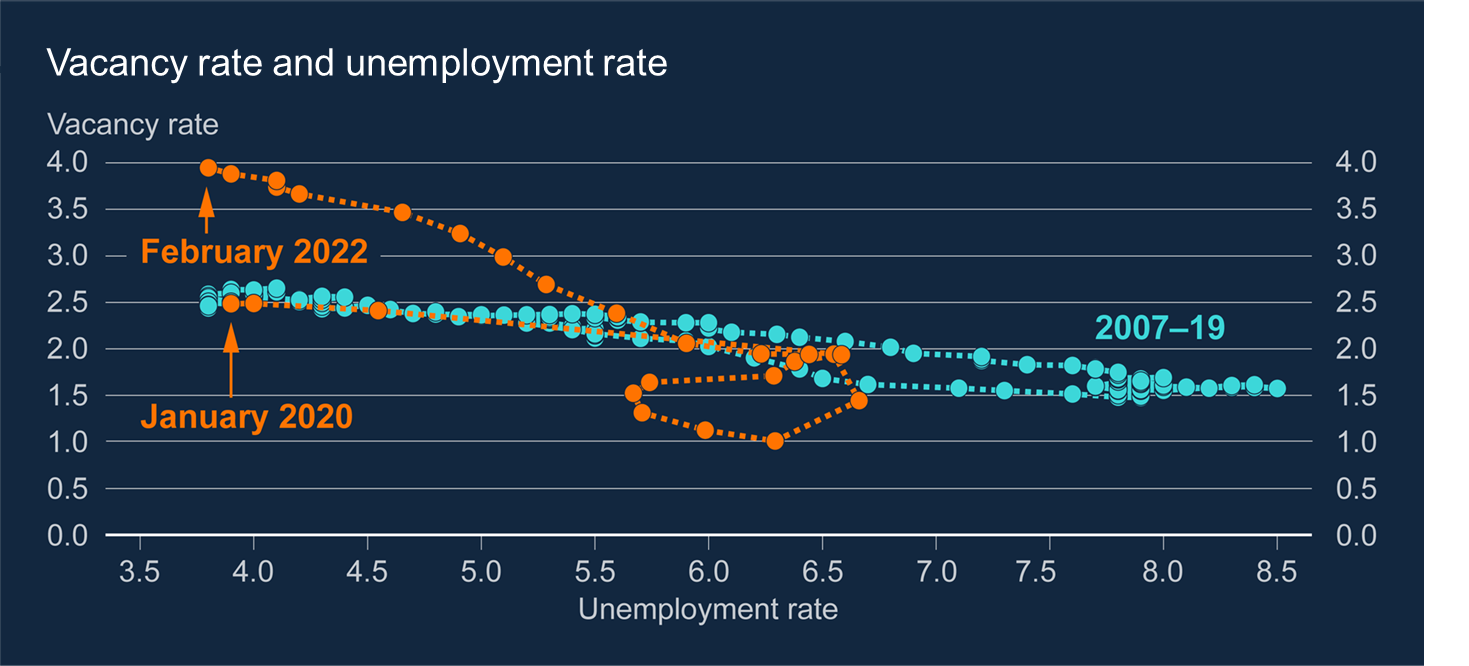 Vacancy rate and unemployment rate
Vacancy rate
4.0 4.0
3.5 3.5
February 2022
3.0 3.0
2.5 2.5
2007–19
2.0 2.0
1.5 1.5
January 2020
1.0 1.0
0.5 0.5
0.0 0.0
3.5 4.0 4.5 5.0 5.5 6.0 6.5 7.0 7.5 8.0 8.5
Unemployment rate